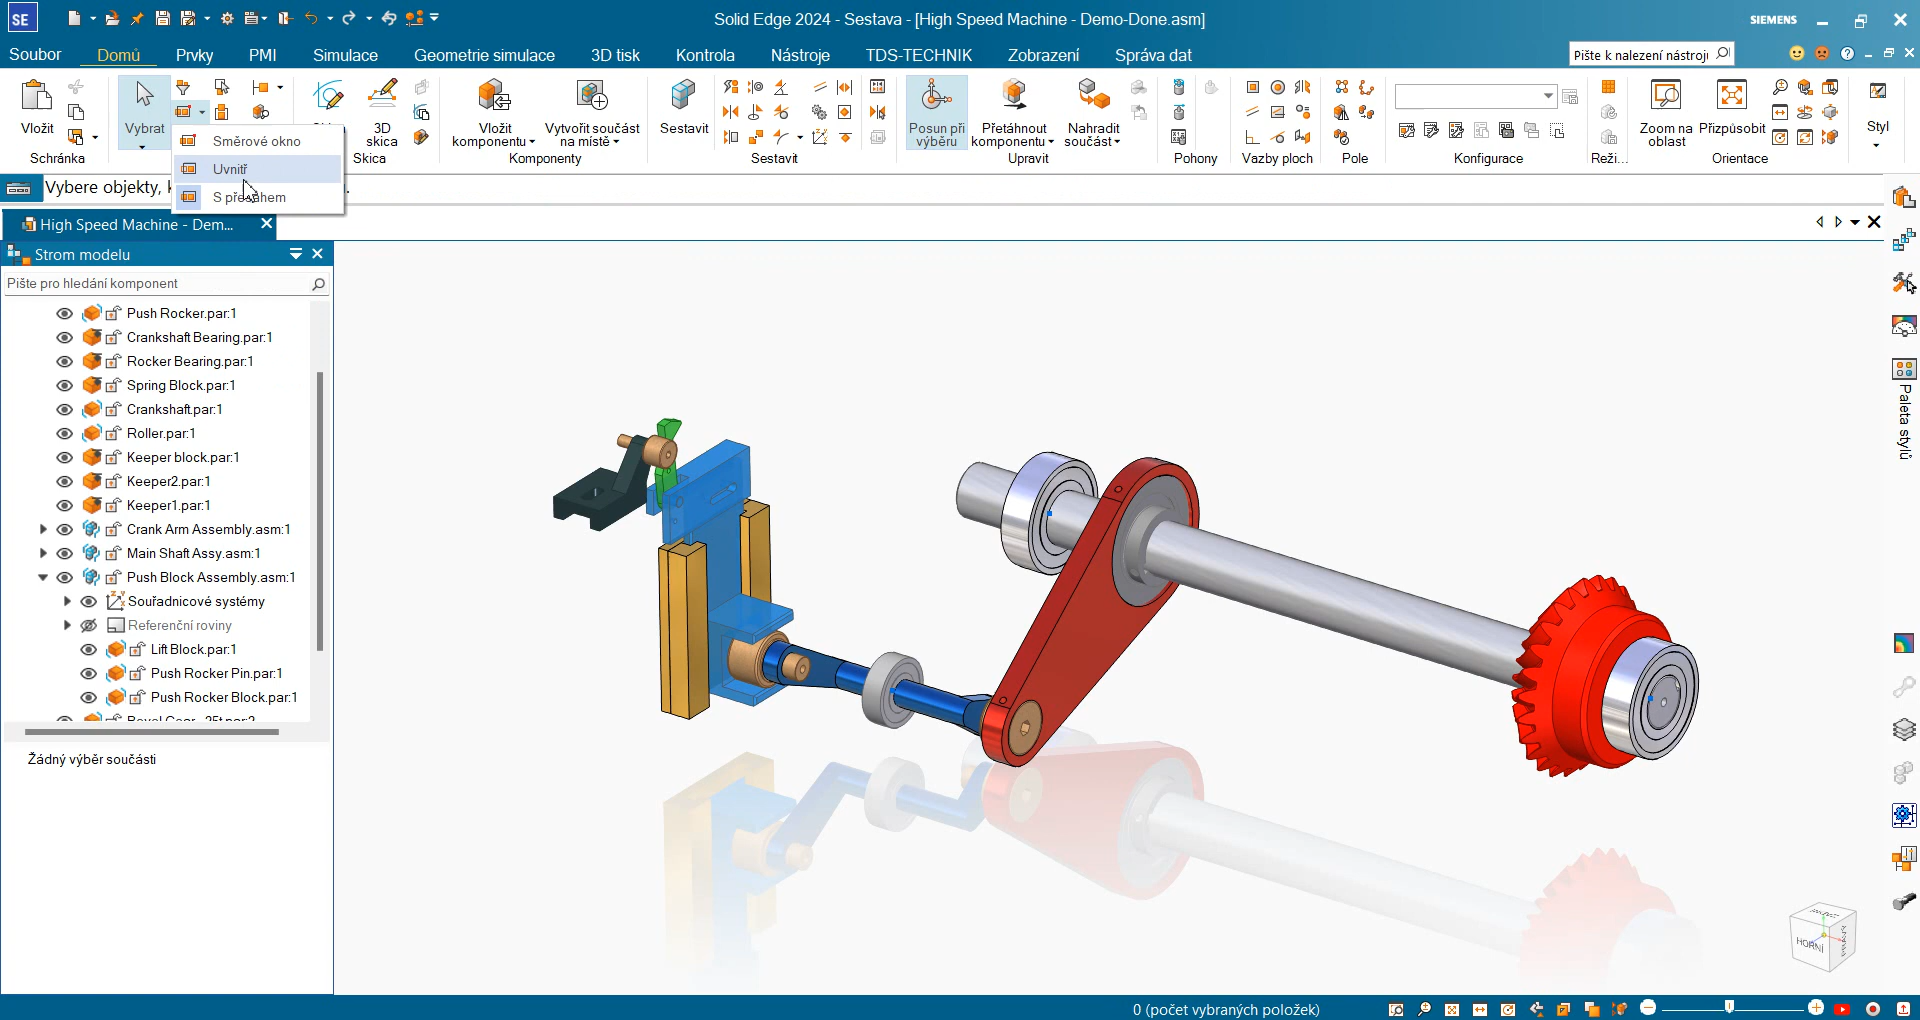 SE
Solid Edge 2024 - Sestava - [High Speed Machine - Demo-Done.asm]
SIEMENS
Soubor Domů Prvky PMI Simulace Geometrie simulace 3D tisk Kontrola Nástroje TDS-TECHNIK Zobrazení Správa dat
Pište k nalezení nástroji
Vložit
Schránka
Vybrat
3D
skica
Skica
Vložit
komponentu
Vytvořit součást
na místě
Komponenty
Sestavit
Sestavit
Posun při
výběru
Přetáhnout
komponentu
Nahradit
součást
Upravit
Pohony
Vazby ploch
Pole
Konfigurace
Reži...
Zoom na
oblast
Přizpůsobit
Orientace
Styl
Směrové okno
Uvnitř
Vybere objekty,
High Speed Machine - Dem...
Strom modelu
Pište pro hledání komponent
Push Rocker.par:1
Crankshaft Bearing.par:1
Rocker Bearing.par:1
Spring Block.par:1
Crankshaft.par:1
Roller.par:1
Keeper block.par:1
Keeper2.par:1
Keeper1.par:1
Crank Arm Assembly.asm:1
Main Shaft Assy.asm:1
Push Block Assembly.asm:1
Souřadnicové systémy
Referenční roviny
Lift Block.par:1
Push Rocker Pin.par:1
Push Rocker Block.par:1
Žádný výběr součásti
Paleta stylů
HORNÍ
0 (počet vybraných položek)